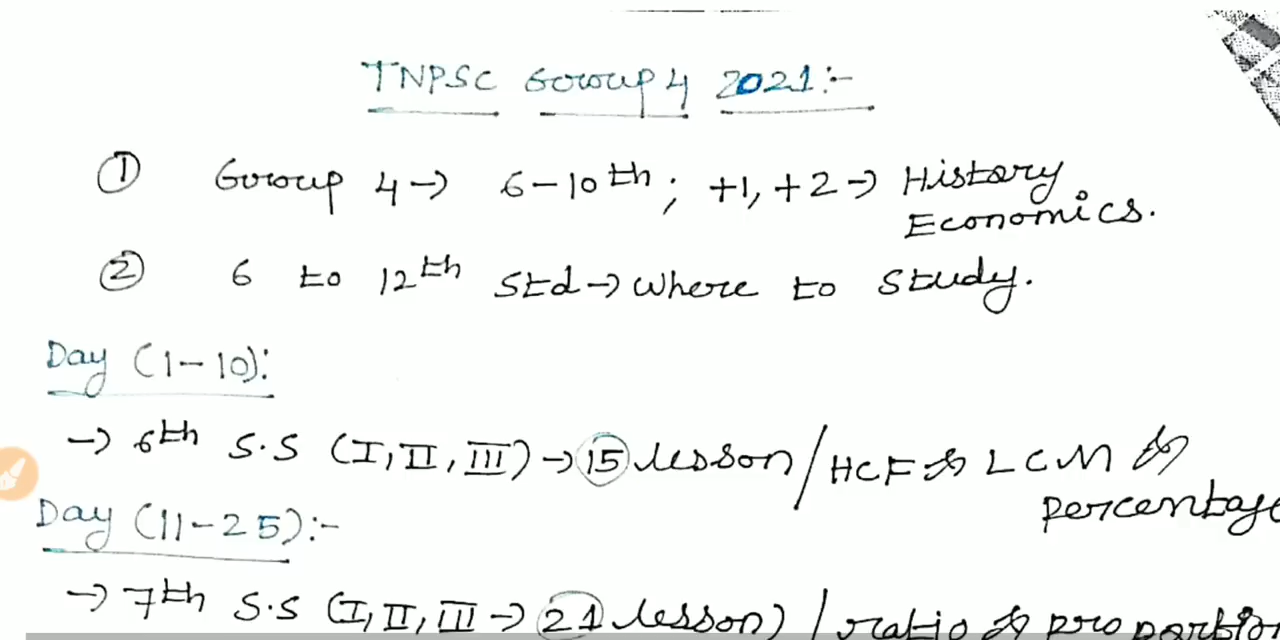 TNPSC Group 4 2021:-
① Group 4 → 6-10th; +1, +2 → History
Economics.
② 6 to 12th Std → where to study.
Day (1-10):
→ 6th S.S (I, II, III) → 15 lesson / HCF & LCM &
percentage
Day (11-25):-
→ 7th S.S (I, II, III → 21 lesson) / ratio & proportion